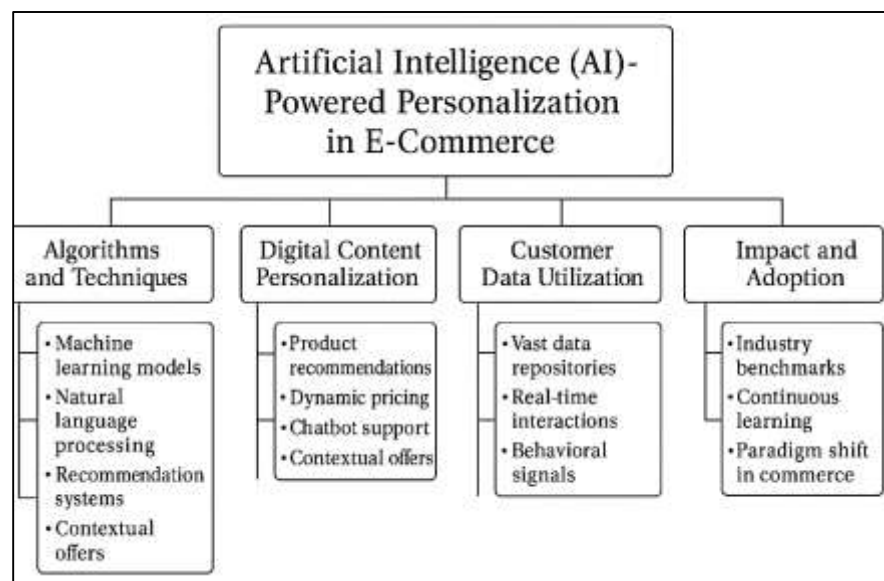 Artificial Intelligence (AI)-
Powered Personalization
in E-Commerce
Algorithms
and Techniques
• Machine
learning models
• Natural
language
processing
• Recommendation
systems
• Contextual
offers
Digital Content
Personalization
• Product
recommendations
• Dynamic pricing
• Chatbot support
• Contextual offers
Customer
Data Utilization
• Vast data
repositories
• Real-time
interactions
• Behavioral
signals
Impact and
Adoption
• Industry
benchmarks
• Continuous
learning
• Paradigm shift
in commerce